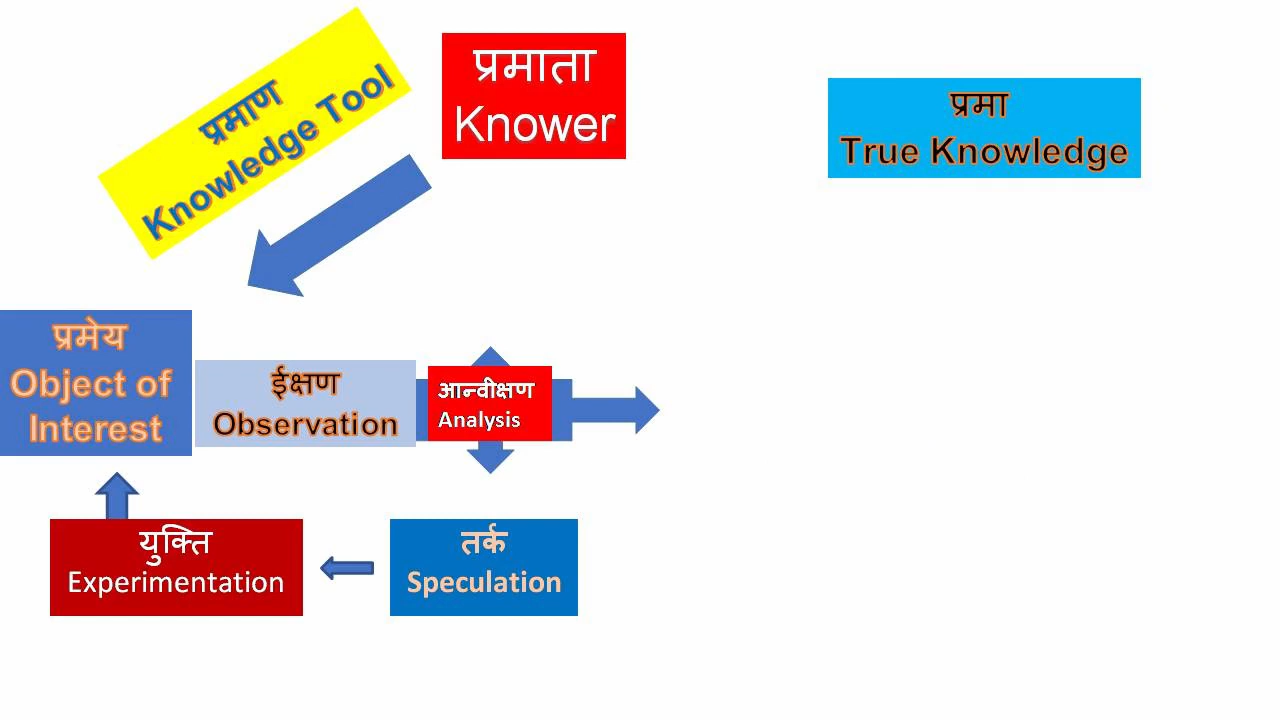 प्रमाण
Knowledge Tool
प्रमाता
Knower
प्रमा
True Knowledge
प्रमेय
Object of
Interest
ईक्षण
Observation
आन्वीक्षण
Analysis
युक्ति
Experimentation
तर्क
Speculation